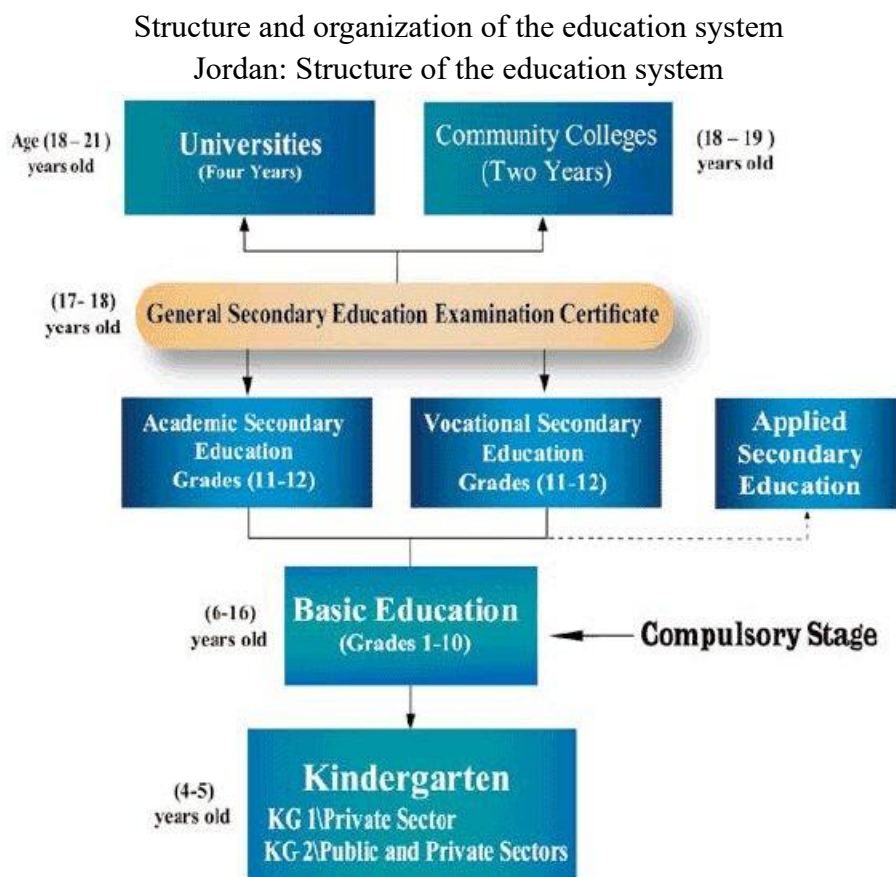 Structure and organization of the education system
Jordan: Structure of the education system
Age (18 – 21)
years old
Universities
(Four Years)
Community Colleges
(Two Years)
(18 – 19 )
years old
(17- 18)
years old
General Secondary Education Examination Certificate
Academic Secondary
Education
Grades (11-12)
Vocational Secondary
Education
Grades (11-12)
Applied
Secondary
Education
(6-16)
years old
Basic Education
(Grades 1-10)
Compulsory Stage
(4-5)
years old
Kindergarten
KG 1\Private Sector
KG 2\Public and Private Sectors